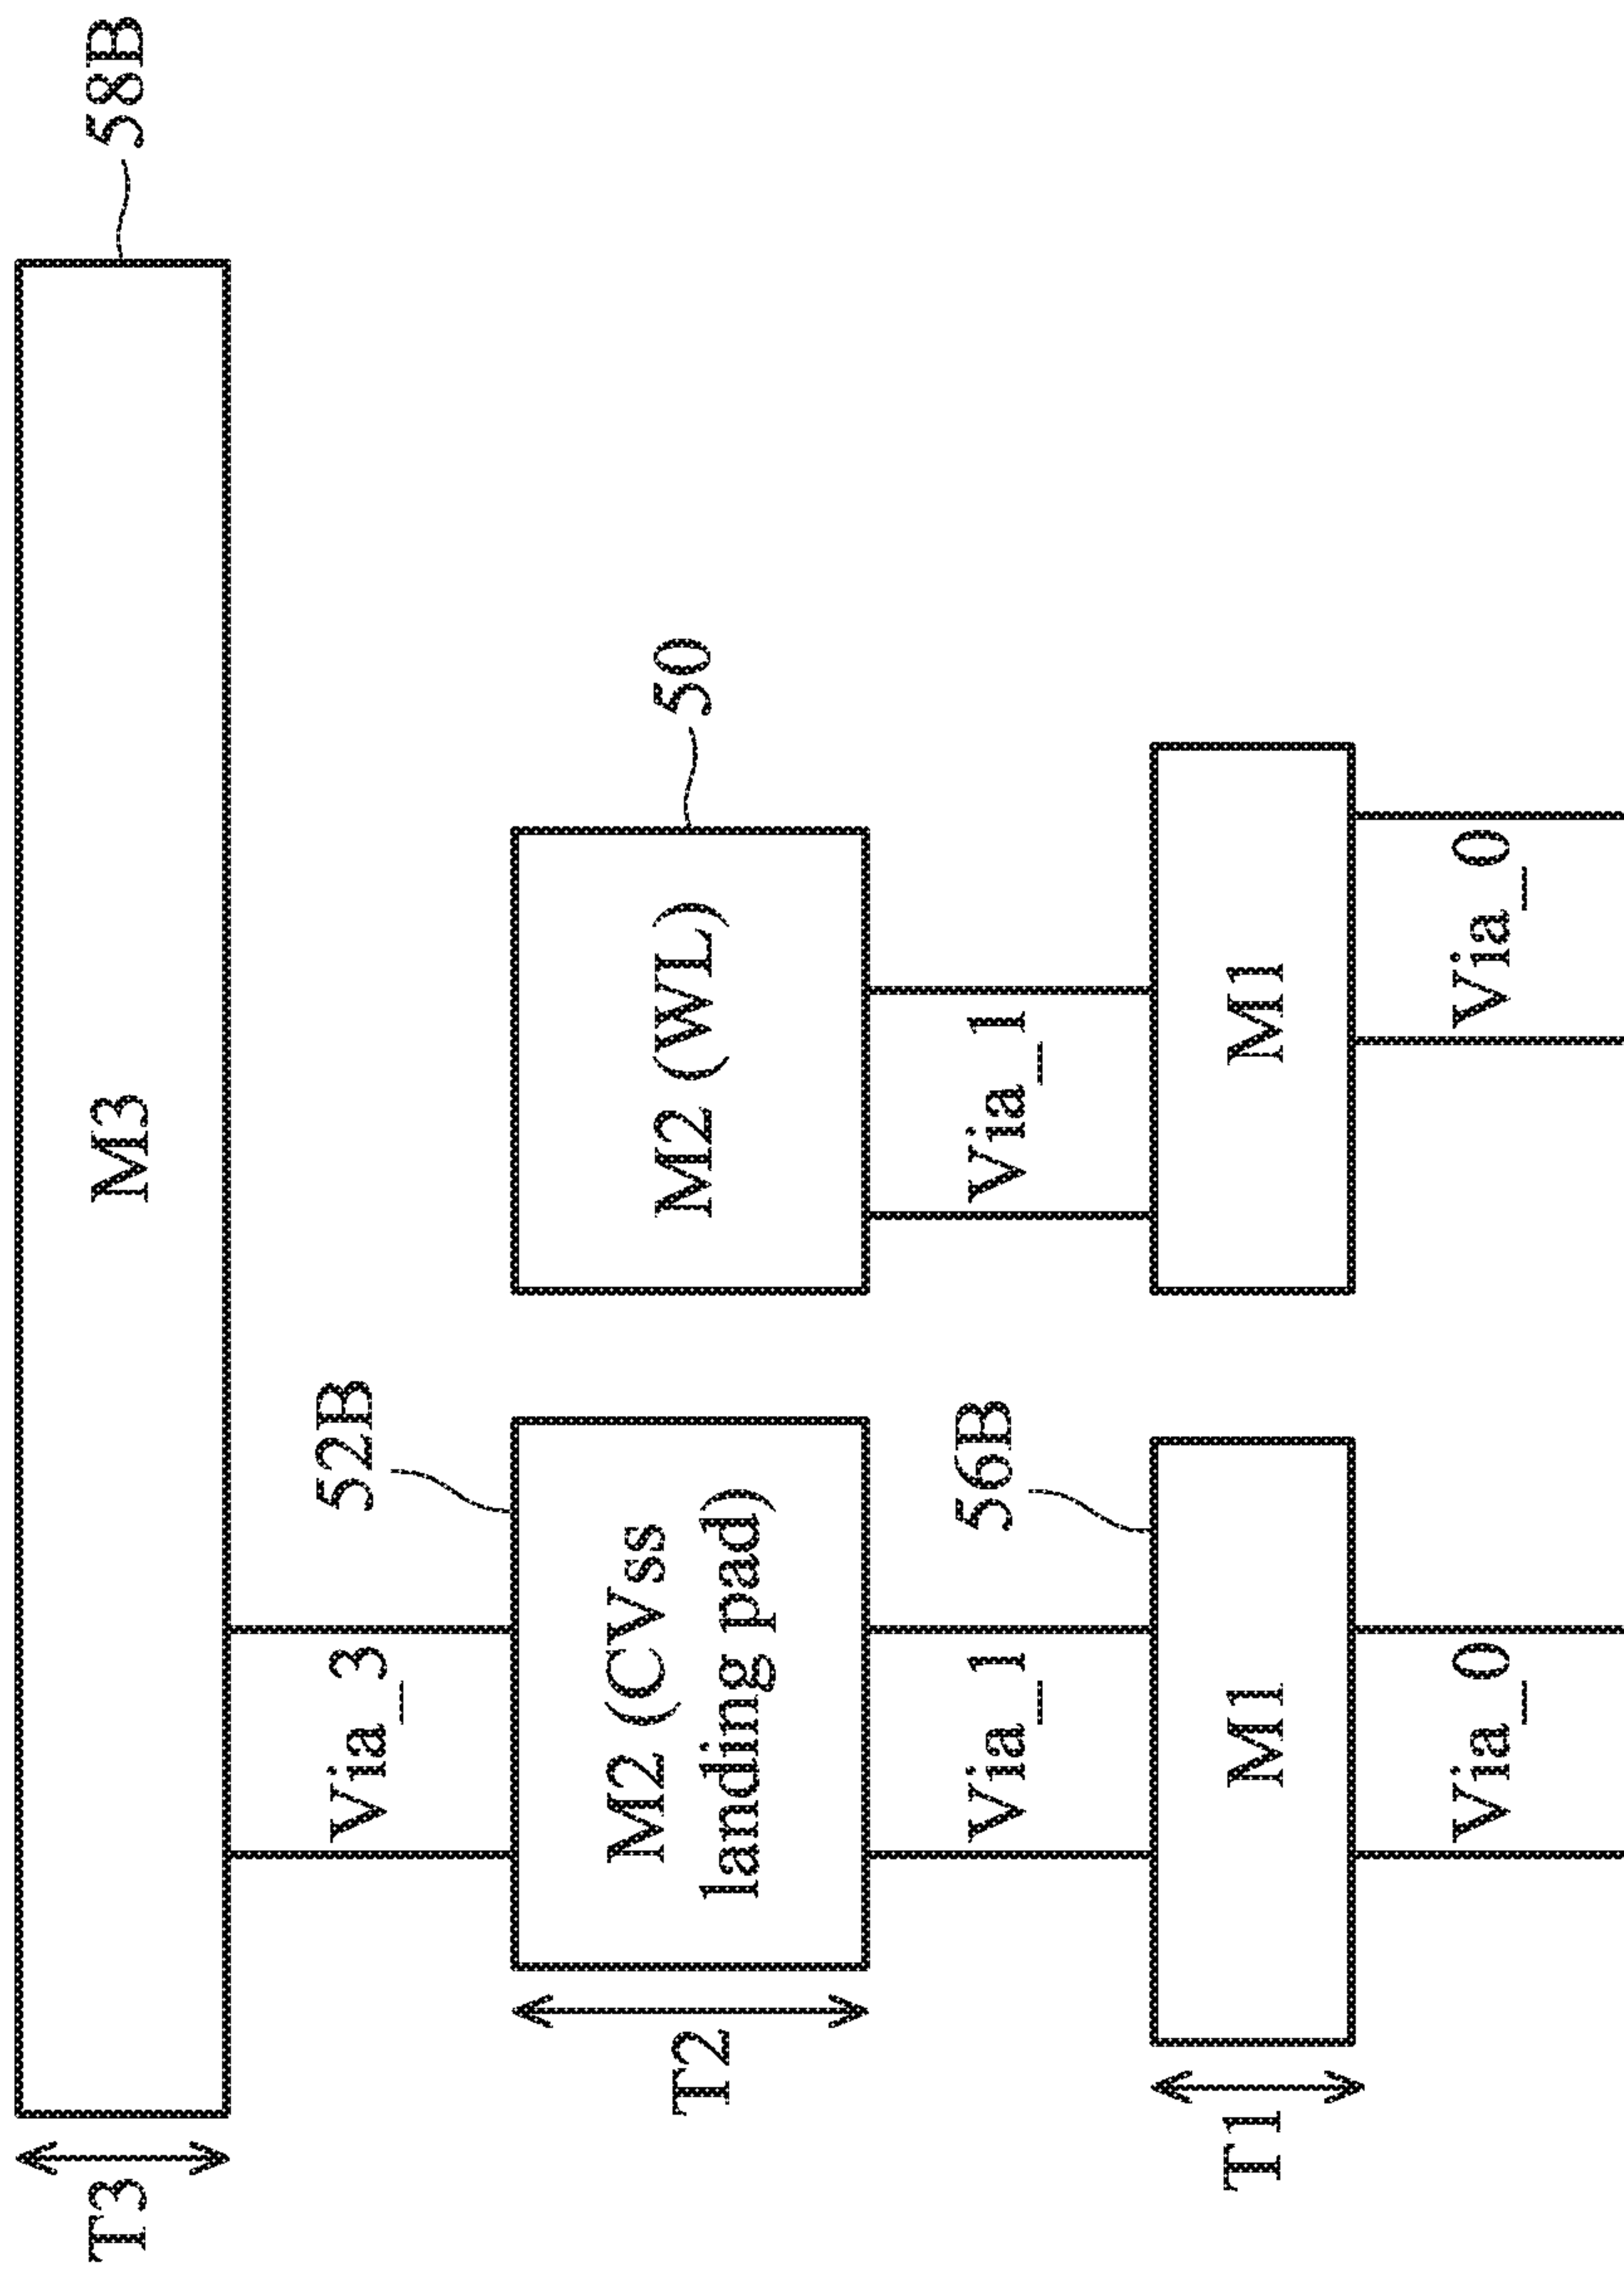 58B
T3
M3
52B
50
Via_3
T2
M2 (CVss
landing pad)
M2 (WL)
56B
Via_1
Via_1
T1
M1
M1
Via_0
Via_0